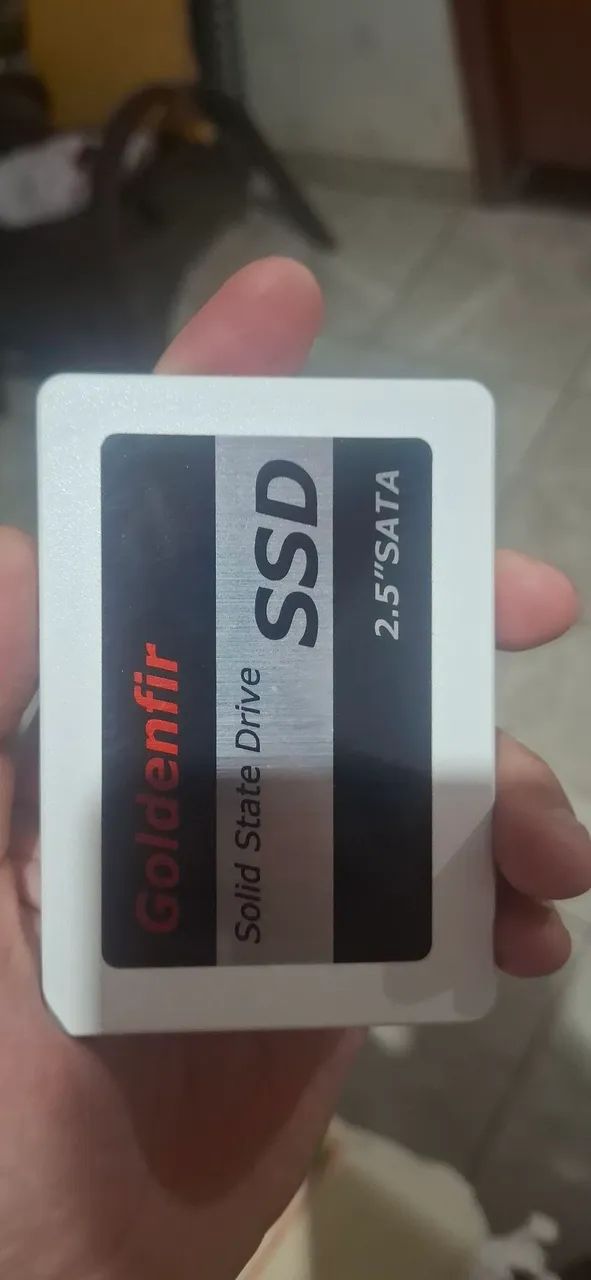 Goldenfir
Solid State Drive
SSD
2.5"SATA